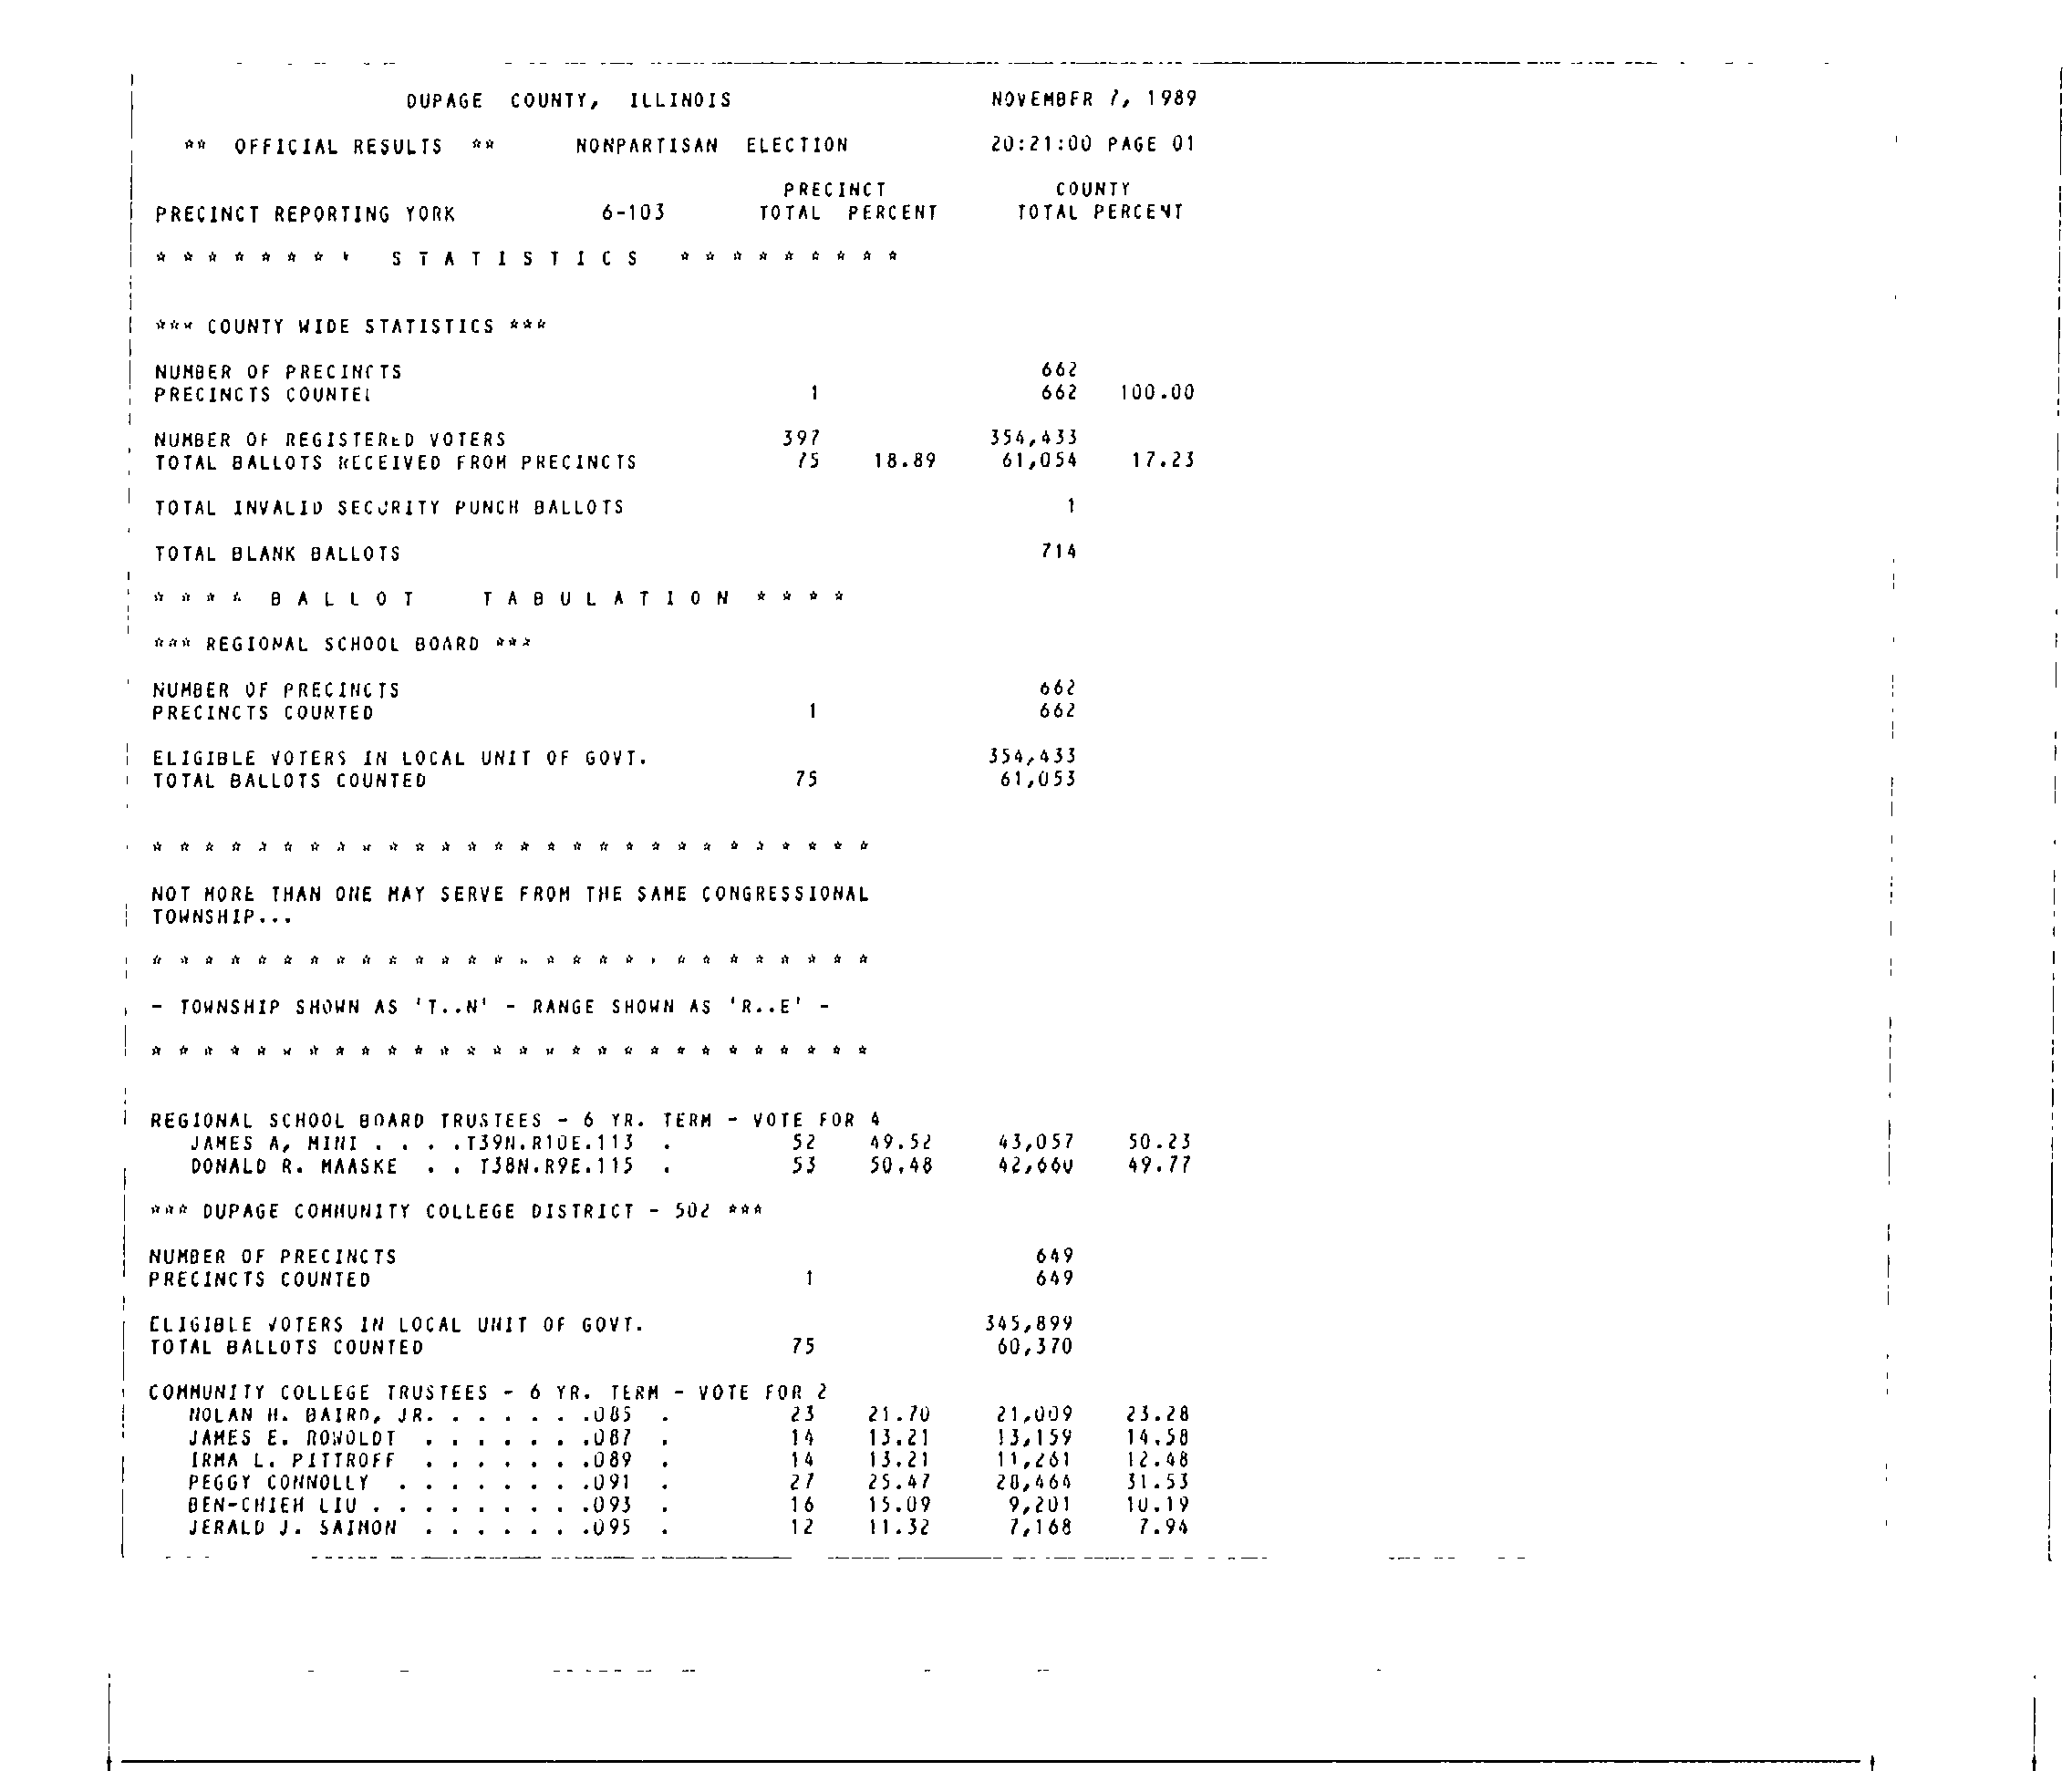 DUPAGE COUNTY, ILLINOIS NOVEMBER 7, 1989
** OFFICIAL RESULTS ** NONPARTISAN ELECTION 20:21:00 PAGE 01
PRECINCT COUNTY
PRECINCT REPORTING YORK 6-103 TOTAL PERCENT TOTAL PERCENT
* * * * * * * * S T A T I S T I C S * * * * * * * * *
*** COUNTY WIDE STATISTICS ***
NUMBER OF PRECINCTS 662
PRECINCTS COUNTED 1 662 100.00
NUMBER OF REGISTERED VOTERS 397 354,433
TOTAL BALLOTS RECEIVED FROM PRECINCTS 75 18.89 61,054 17.23
TOTAL INVALID SECURITY PUNCH BALLOTS 1
TOTAL BLANK BALLOTS 714
* * * * B A L L O T T A B U L A T I O N * * * *
*** REGIONAL SCHOOL BOARD ***
NUMBER OF PRECINCTS 662
PRECINCTS COUNTED 1 662
ELIGIBLE VOTERS IN LOCAL UNIT OF GOVT. 354,433
TOTAL BALLOTS COUNTED 75 61,053
* * * * * * * * * * * * * * * * * * * * * * * * * * * *
NOT MORE THAN ONE MAY SERVE FROM THE SAME CONGRESSIONAL
TOWNSHIP...
* * * * * * * * * * * * * * * * * * * * * * * * * * * *
- TOWNSHIP SHOWN AS 'T..N' - RANGE SHOWN AS 'R..E' -
* * * * * * * * * * * * * * * * * * * * * * * * * * * *
REGIONAL SCHOOL BOARD TRUSTEES - 6 YR. TERM - VOTE FOR 4
JAMES A, MINI . . . .T39N.R10E.113 . 52 49.52 43,057 50.23
DONALD R. MAASKE . . T38N.R9E.115 . 53 50.48 42,660 49.77
*** DUPAGE COMMUNITY COLLEGE DISTRICT - 502 ***
NUMBER OF PRECINCTS 649
PRECINCTS COUNTED 1 649
ELIGIBLE VOTERS IN LOCAL UNIT OF GOVT. 345,899
TOTAL BALLOTS COUNTED 75 60,370
COMMUNITY COLLEGE TRUSTEES - 6 YR. TERM - VOTE FOR 2
NOLAN H. BAIRD, JR. . . . . . .085 . 23 21.70 21,009 23.28
JAMES E. ROWOLDT . . . . . . .087 . 14 13.21 13,159 14.58
IRMA L. PITTROFF . . . . . . .089 . 14 13.21 11,261 12.48
PEGGY CONNOLLY . . . . . . . .091 . 27 25.47 28,464 31.53
BEN-CHIEH LIU . . . . . . . . .093 . 16 15.09 9,201 10.19
JERALD J. SAIMON . . . . . . .095 . 12 11.32 7,168 7.94